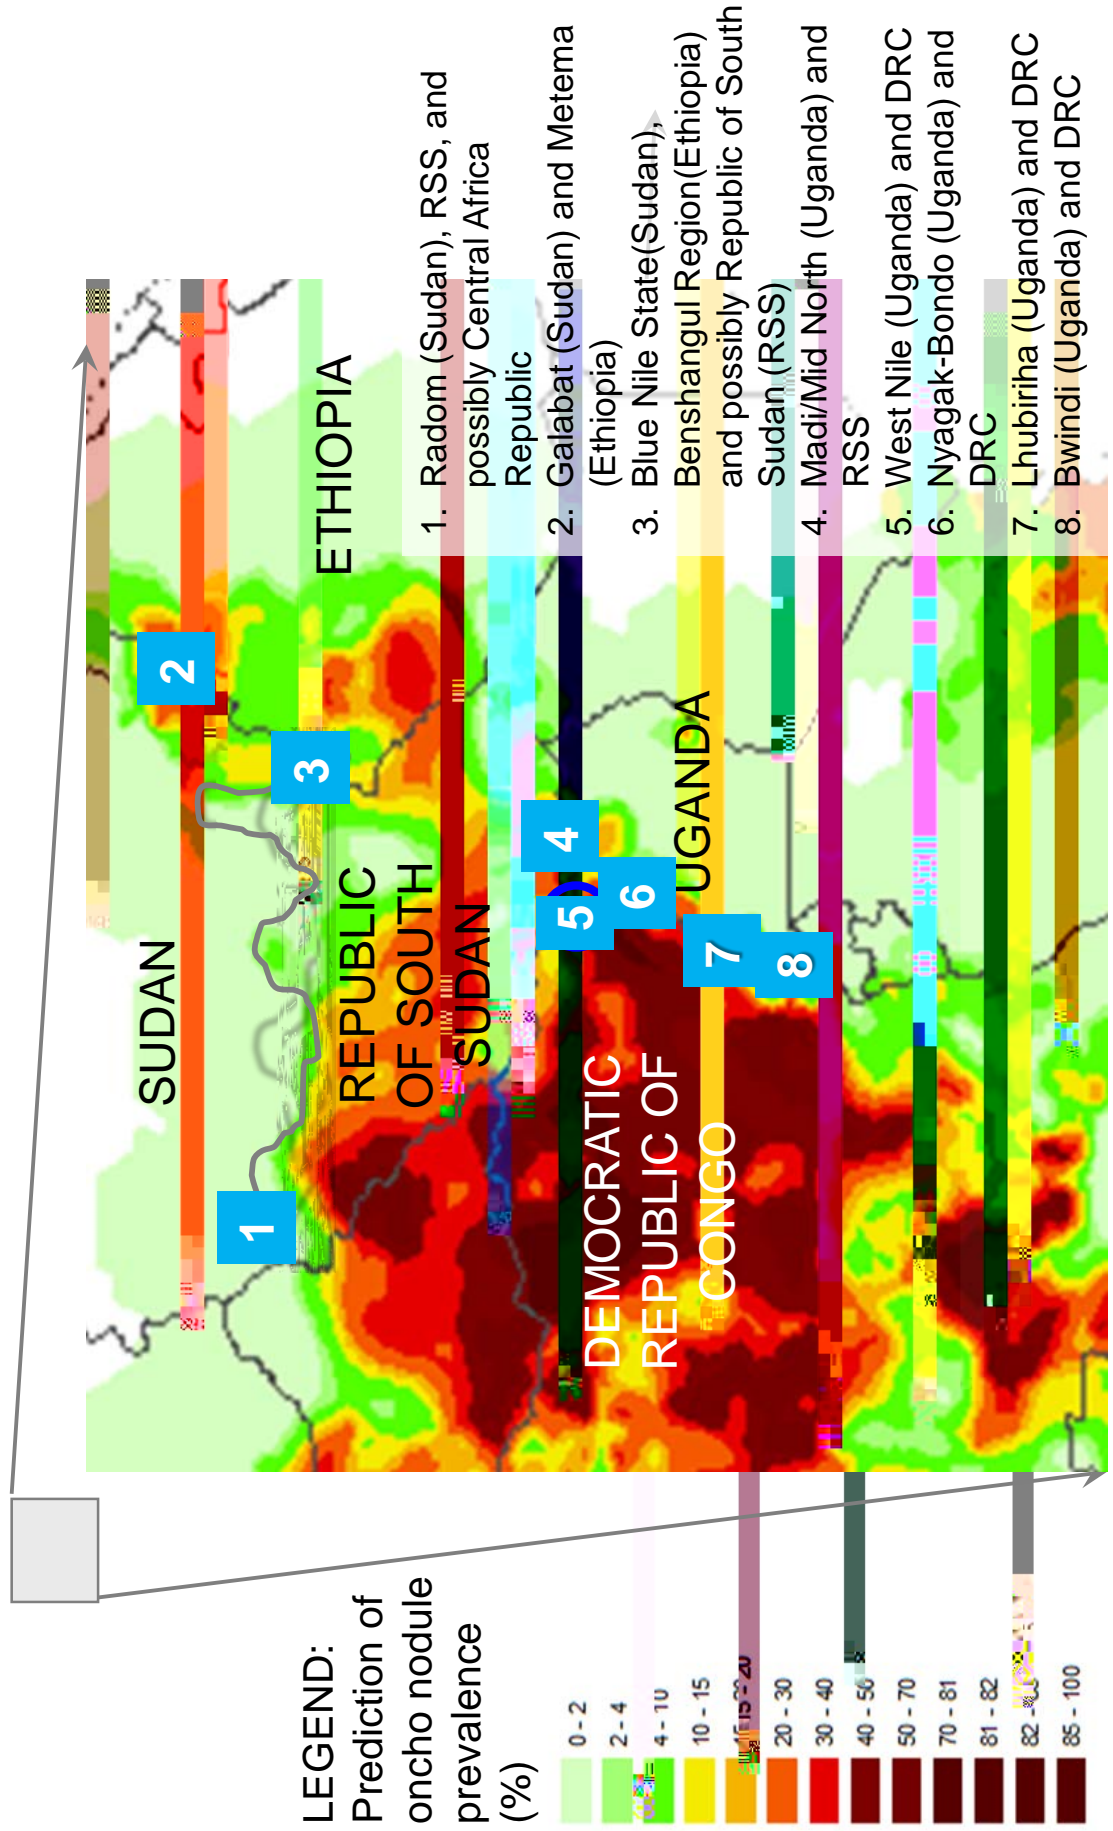 SUDAN
ETHIOPIA
REPUBLIC
OF SOUTH
SUDAN
UGANDA
DEMOCRATIC
REPUBLIC OF
CONGO
1
2
3
4
5
6
7
8
1. Radom (Sudan), RSS, and
possibly Central Africa
Republic
2. Galabat (Sudan) and Metema
(Ethiopia)
3. Blue Nile State(Sudan),
Benshangul Region(Ethiopia)
and possibly Republic of South
Sudan (RSS)
4. Madi/Mid North (Uganda) and
RSS
5. West Nile (Uganda) and DRC
6. Nyagak-Bondo (Uganda) and
DRC
7. Lhubiriha (Uganda) and DRC
8. Bwindi (Uganda) and DRC
LEGEND:
Prediction of
oncho nodule
prevalence
(%)
0 - 2
2 - 4
4 - 10
10 - 15
15 - 20
20 - 30
30 - 40
40 - 50
50 - 70
70 - 81
81 - 82
82 -
85 - 100